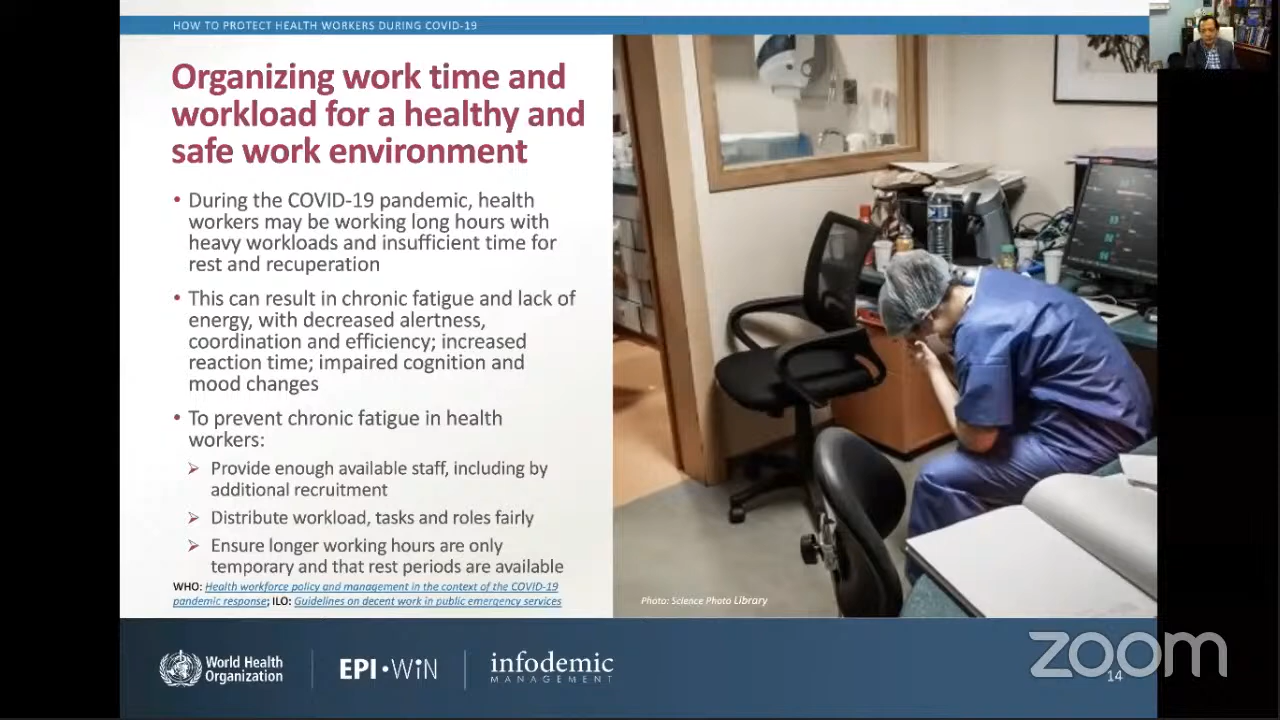 HOW TO PROTECT HEALTH WORKERS DURING COVID-19
Organizing work time and
workload for a healthy and
safe work environment
• During the COVID-19 pandemic, health
workers may be working long hours with
heavy workloads and insufficient time for
rest and recuperation
• This can result in chronic fatigue and lack of
energy, with decreased alertness,
coordination and efficiency; increased
reaction time; impaired cognition and
mood changes
• To prevent chronic fatigue in health
workers:
➢ Provide enough available staff, including by
additional recruitment
➢ Distribute workload, tasks and roles fairly
➢ Ensure longer working hours are only
temporary and that rest periods are available
WHO: Health workforce policy and management in the context of the COVID-19
pandemic response; ILO: Guidelines on decent work in public emergency services
Photo: Science Photo Library
World Health
Organization
EPI•WiN
infodemic
MANAGEMENT
zoom
14